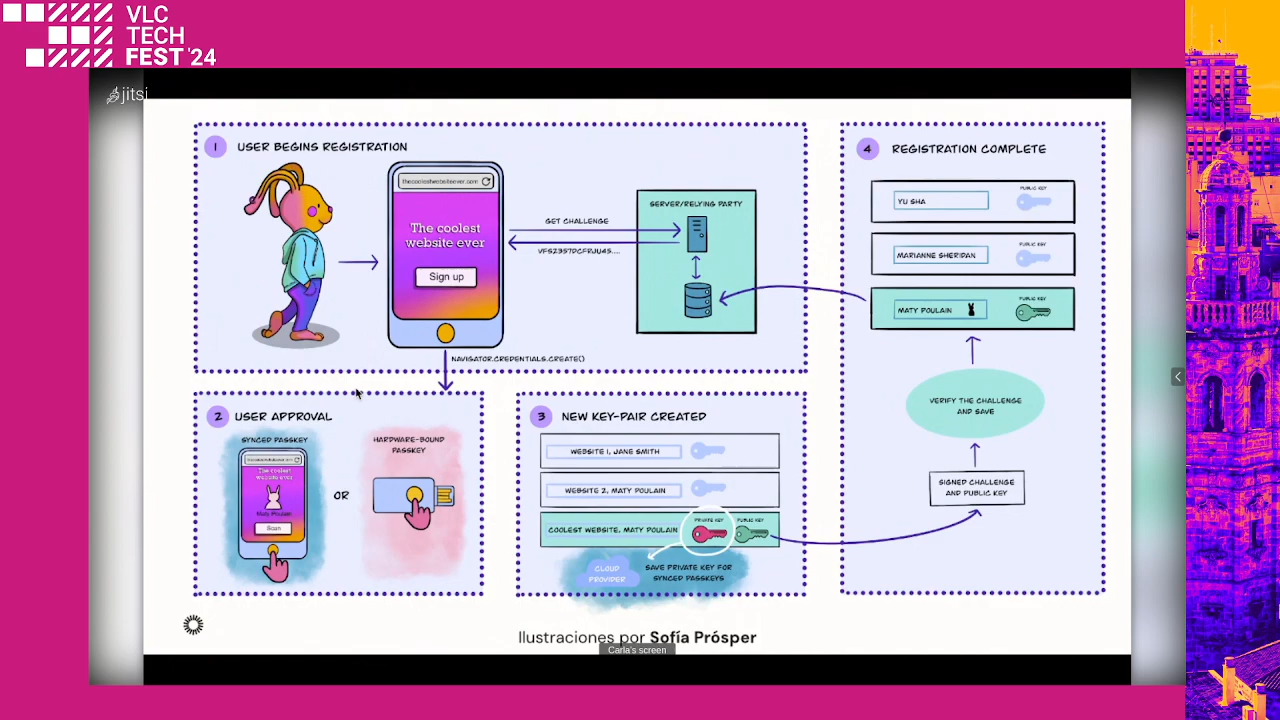 VLC
TECH
FEST '24
jitsi
1 USER BEGINS REGISTRATION
thecoolestwebsiteever.com
The coolest
website ever
Sign up
GET CHALLENGE
SERVER/RELYING PARTY
NAVIGATOR.CREDENTIALS.CREATE()
2 USER APPROVAL
SYNCED PASSKEY
The coolest
website ever
Maty Poulain
Scan
OR
HARDWARE-BOUND
PASSKEY
3 NEW KEY-PAIR CREATED
WEBSITE 1, JANE SMITH
WEBSITE 2, MATY POULAIN
COOLEST WEBSITE, MATY POULAIN
PRIVATE KEY
PUBLIC KEY
CLOUD
PROVIDER
SAVE PRIVATE KEY FOR
SYNCED PASSKEYS
4 REGISTRATION COMPLETE
YU SHA
PUBLIC KEY
MARIANNE SHERIDAN
PUBLIC KEY
MATY POULAIN
PUBLIC KEY
VERIFY THE CHALLENGE
AND SAVE
SIGNED CHALLENGE
AND PUBLIC KEY
Ilustraciones por Sofía Prósper
Carla's screen